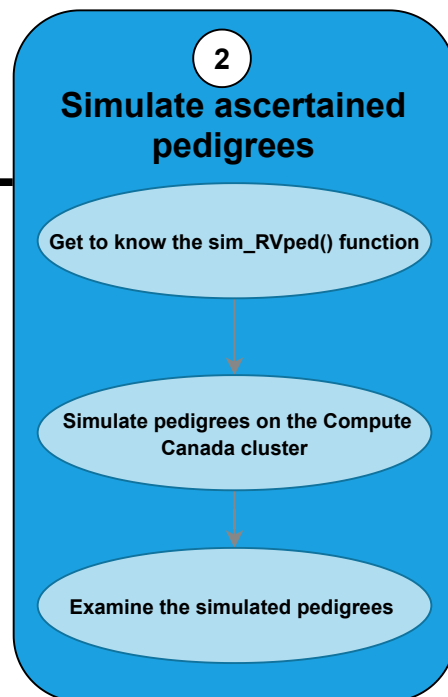 2
Simulate ascertained
pedigrees
Get to know the sim_RVped() function
Simulate pedigrees on the Compute
Canada cluster
Examine the simulated pedigrees